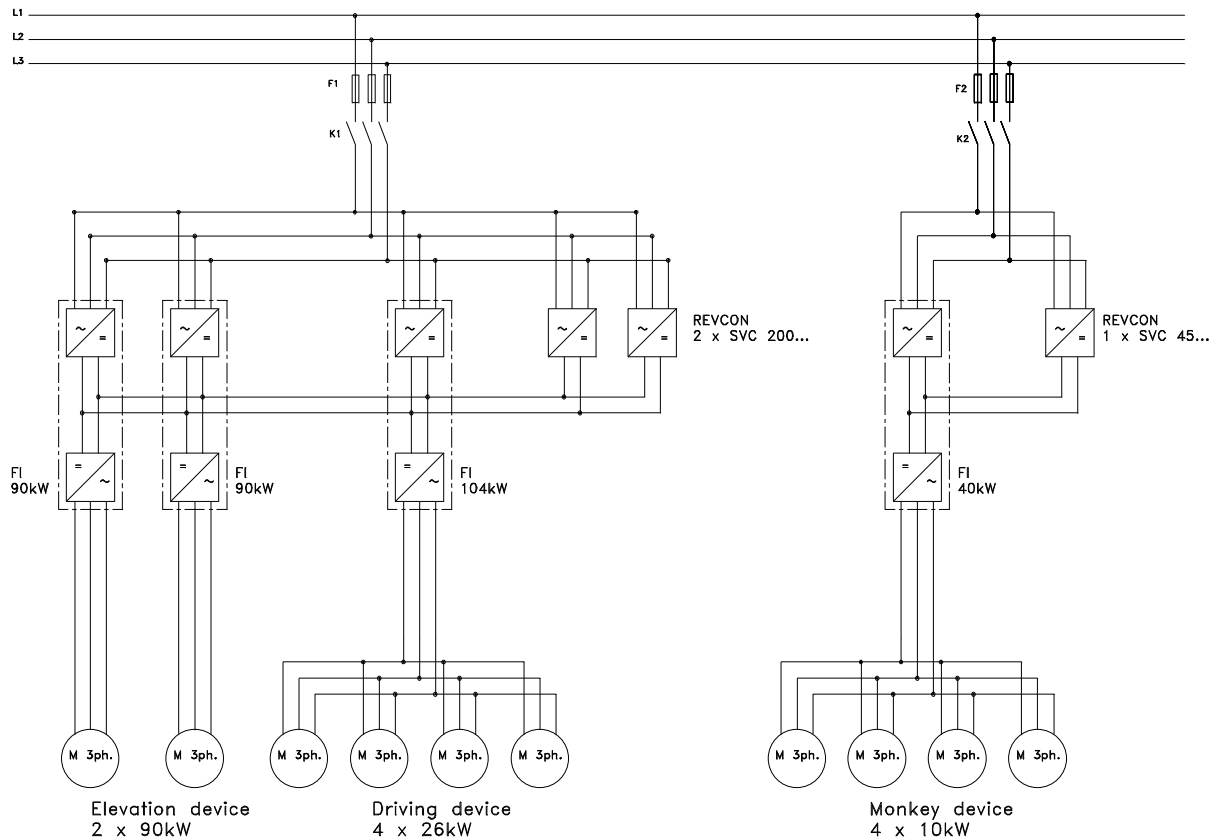 L1
L2
L3
F1
F2
K1
K2
~
=
~
=
~
=
REVCON
2 x SVC 200...
~
=
REVCON
1 x SVC 45...
=
~
FI
90kW
=
~
FI
90kW
=
~
FI
104kW
=
~
FI
40kW
M 3ph.
M 3ph.
M 3ph.
M 3ph.
M 3ph.
M 3ph.
M 3ph.
M 3ph.
M 3ph.
M 3ph.
Elevation device
2 x 90kW
Driving device
4 x 26kW
Monkey device
4 x 10kW